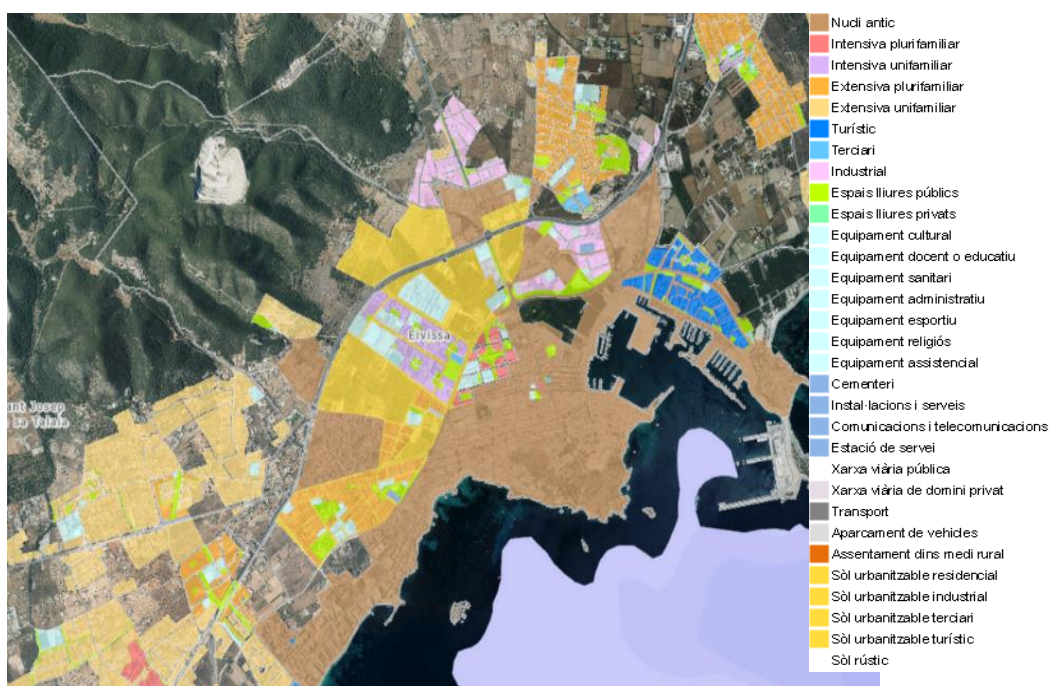 Nucli antic
Intensiva plurifamiliar
Intensiva unifamiliar
Extensiva plurifamiliar
Extensiva unifamiliar
Turístic
Terciari
Industrial
Espais lliures públics
Espais lliures privats
Equipament cultural
Equipament docent o educatiu
Equipament sanitari
Equipament administratiu
Equipament esportiu
Eivissa
Equipament religiós
Equipament assistencial
Cementeri
Instal·lacions i serveis
nt Josep
sa Talaia
Comunicacions i telecomunicacions
Estació de servei
Xarxa viària pública
Xarxa viària de domini privat
Transport
Aparcament de vehicles
Assentament dins medi rural
Sòl urbanitzable residencial
Sòl urbanitzable industrial
Sòl urbanitzable terciari
Sòl urbanitzable turístic
Sòl rústic